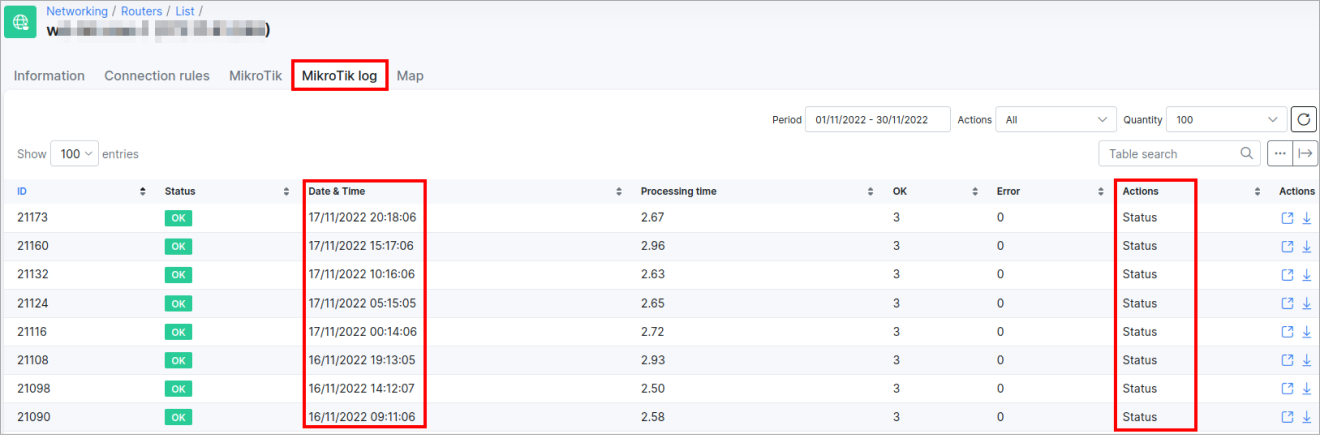 Networking / Routers / List /
Information Connection rules MikroTik MikroTik log Map
Period 01/11/2022 - 30/11/2022 Actions All Quantity 100
Show 100 entries Table search
ID Status Date & Time Processing time OK Error Actions Actions
21173 OK 17/11/2022 20:18:06 2.67 3 0 Status
21160 OK 17/11/2022 15:17:06 2.96 3 0 Status
21132 OK 17/11/2022 10:16:06 2.63 3 0 Status
21124 OK 17/11/2022 05:15:05 2.65 3 0 Status
21116 OK 17/11/2022 00:14:06 2.72 3 0 Status
21108 OK 16/11/2022 19:13:05 2.93 3 0 Status
21098 OK 16/11/2022 14:12:07 2.50 3 0 Status
21090 OK 16/11/2022 09:11:06 2.58 3 0 Status